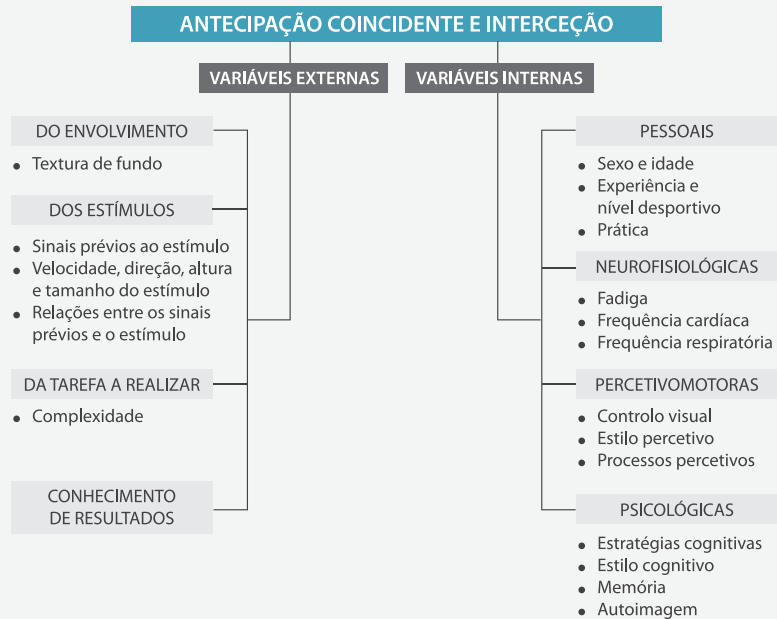 ANTECIPAÇÃO COINCIDENTE E INTERCEÇÃO
VARIÁVEIS EXTERNAS
VARIÁVEIS INTERNAS
DO ENVOLVIMENTO
• Textura de fundo
DOS ESTÍMULOS
• Sinais prévios ao estímulo
• Velocidade, direção, altura
e tamanho do estímulo
• Relações entre os sinais
prévios e o estímulo
DA TAREFA A REALIZAR
• Complexidade
CONHECIMENTO
DE RESULTADOS
PESSOAIS
• Sexo e idade
• Experiência e
nível desportivo
• Prática
NEUROFISIOLÓGICAS
• Fadiga
• Frequência cardíaca
• Frequência respiratória
PERCETIVOMOTORAS
• Controlo visual
• Estilo percetivo
• Processos percetivos
PSICOLÓGICAS
• Estratégias cognitivas
• Estilo cognitivo
• Memória
• Autoimagem